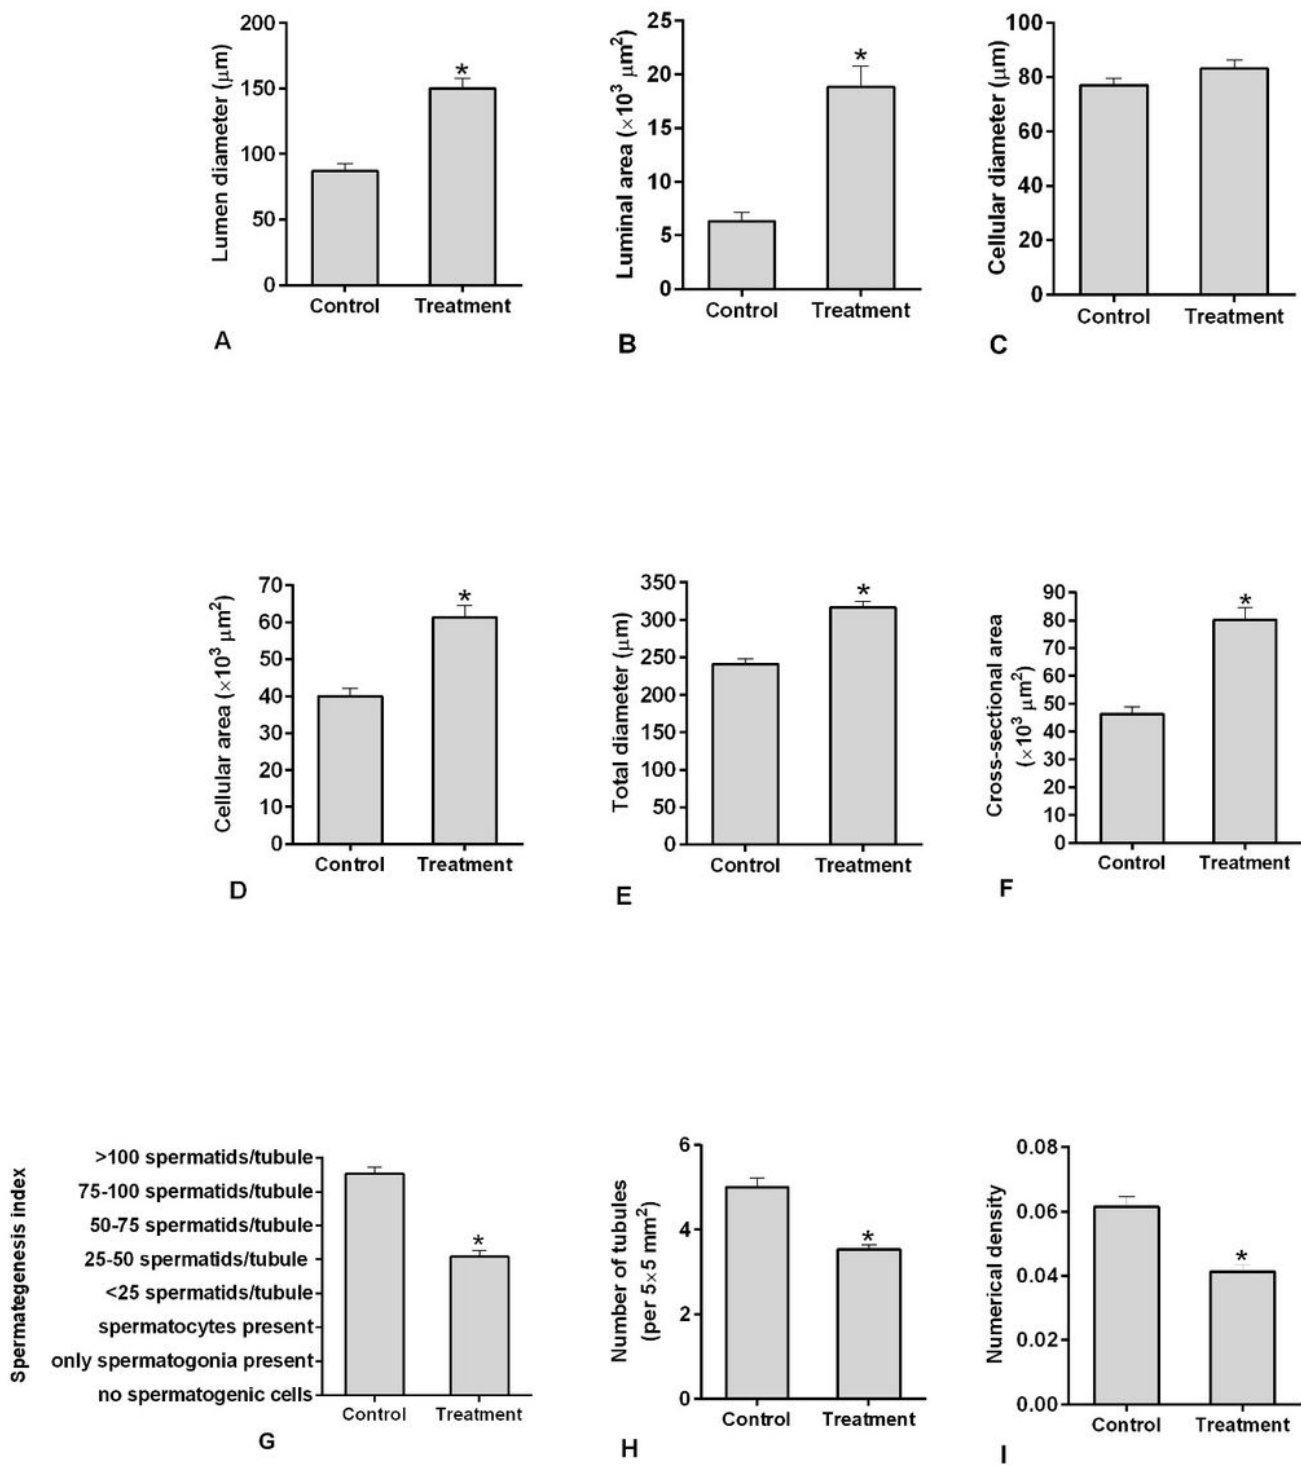 Lumen diameter (μm)
200
150
100
50
0
*
Control Treatment
A
Luminal area (×10³ μm²)
25
20
15
10
5
0
*
Control Treatment
B
Cellular diameter (μm)
100
80
60
40
20
0
Control Treatment
C
Cellular area (×10³ μm²)
70
60
50
40
30
20
10
0
*
Control Treatment
D
Total diameter (μm)
350
300
250
200
150
100
50
0
*
Control Treatment
E
Cross-sectional area
(×10³ μm²)
90
80
70
60
50
40
30
20
10
0
*
Control Treatment
F
Spermategenesis index
>100 spermatids/tubule
75-100 spermatids/tubule
50-75 spermatids/tubule
25-50 spermatids/tubule
<25 spermatids/tubule
spermatocytes present
only spermatogonia present
no spermatogenic cells
*
Control Treatment
G
Number of tubules
(per 5×5 mm²)
6
4
2
0
*
Control Treatment
H
Numerical density
0.08
0.06
0.04
0.02
0.00
*
Control Treatment
I